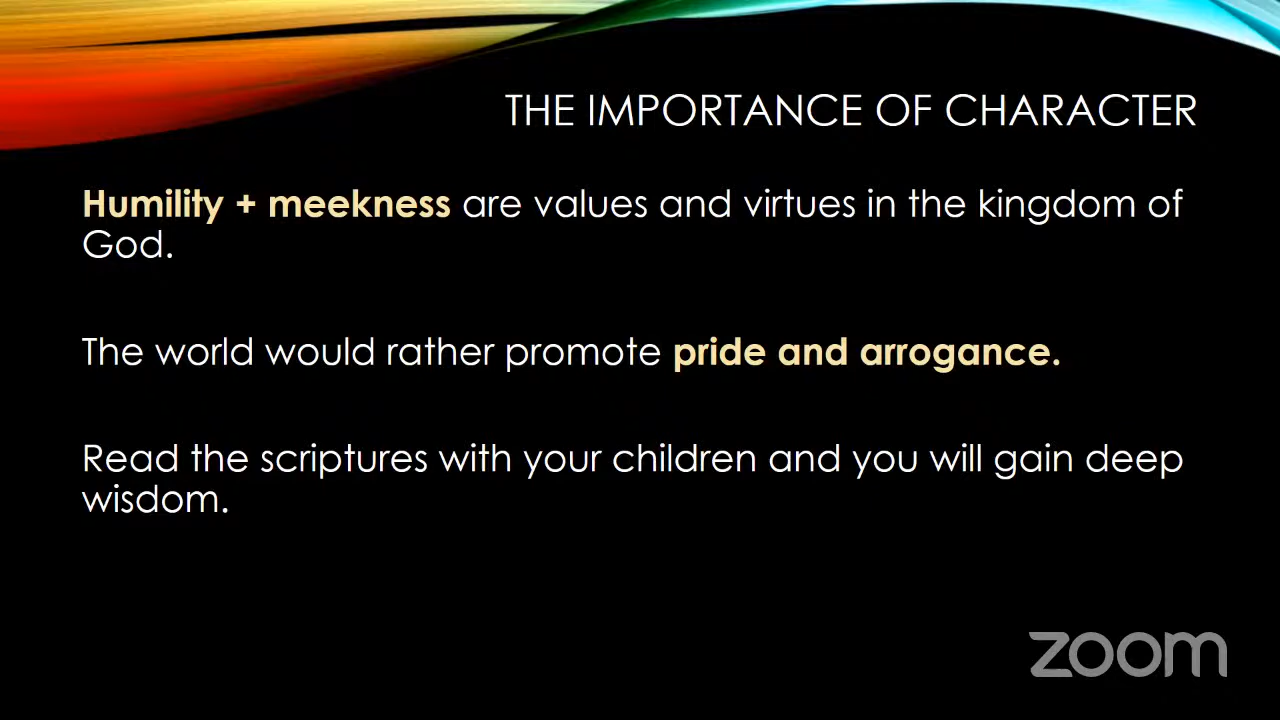 THE IMPORTANCE OF CHARACTER
Humility + meekness are values and virtues in the kingdom of
God.
The world would rather promote pride and arrogance.
Read the scriptures with your children and you will gain deep
wisdom.
zoom